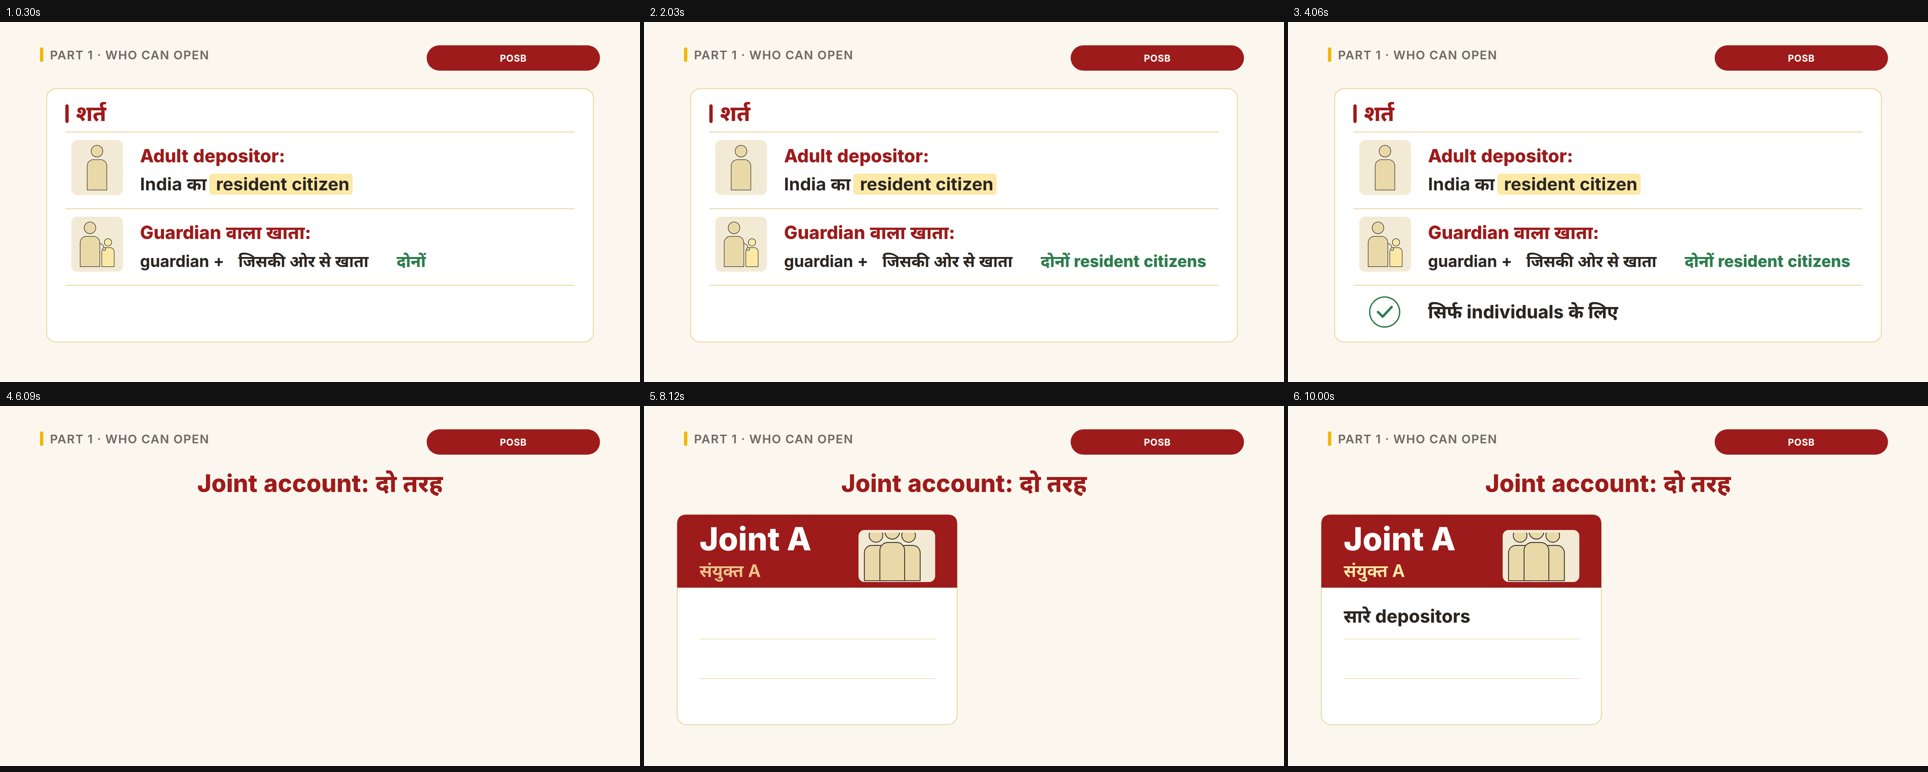 1. 0.30s
PART 1 · WHO CAN OPEN
POSB
शर्त
Adult depositor:
India का resident citizen
Guardian वाला खाता:
guardian + जिसकी ओर से खाता दोनों
2. 2.03s
PART 1 · WHO CAN OPEN
POSB
शर्त
Adult depositor:
India का resident citizen
Guardian वाला खाता:
guardian + जिसकी ओर से खाता दोनों resident citizens
3. 4.06s
PART 1 · WHO CAN OPEN
POSB
शर्त
Adult depositor:
India का resident citizen
Guardian वाला खाता:
guardian + जिसकी ओर से खाता दोनों resident citizens
सिर्फ individuals के लिए
4. 6.09s
PART 1 · WHO CAN OPEN
POSB
Joint account: दो तरह
5. 8.12s
PART 1 · WHO CAN OPEN
POSB
Joint account: दो तरह
Joint A
संयुक्त A
6. 10.00s
PART 1 · WHO CAN OPEN
POSB
Joint account: दो तरह
Joint A
संयुक्त A
सारे depositors